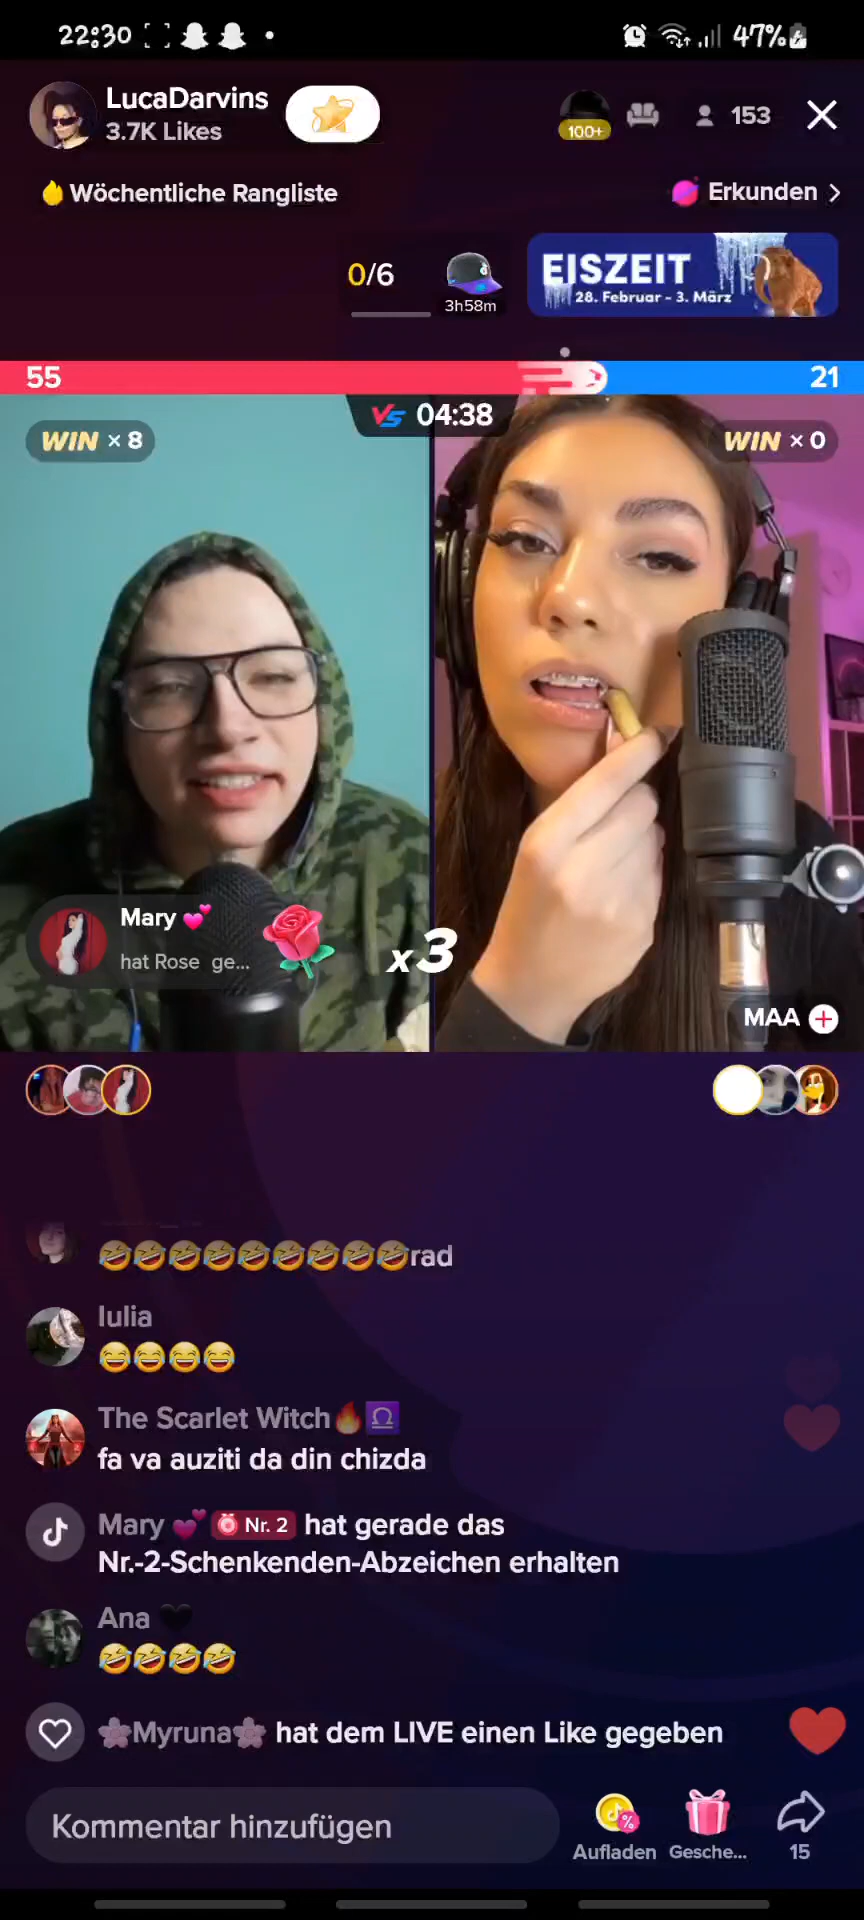 22:30
47%
LucaDarvins
3.7K Likes
100+
153
Wöchentliche Rangliste
Erkunden
0/6
3h58m
EISZEIT
28. Februar - 3. März
55
21
VS 04:38
WIN × 8
WIN × 0
Mary 💕
hat Rose ge...
x3
MAA
🤣🤣🤣🤣🤣🤣🤣🤣🤣rad
Iulia
😂😂😂😂
The Scarlet Witch🔥♎
fa va auziti da din chizda
Mary 💕 Nr. 2 hat gerade das
Nr.-2-Schenkenden-Abzeichen erhalten
Ana 🖤
🤣🤣🤣🤣
🌸Myruna🌸 hat dem LIVE einen Like gegeben
Kommentar hinzufügen
Aufladen
Gesche...
15